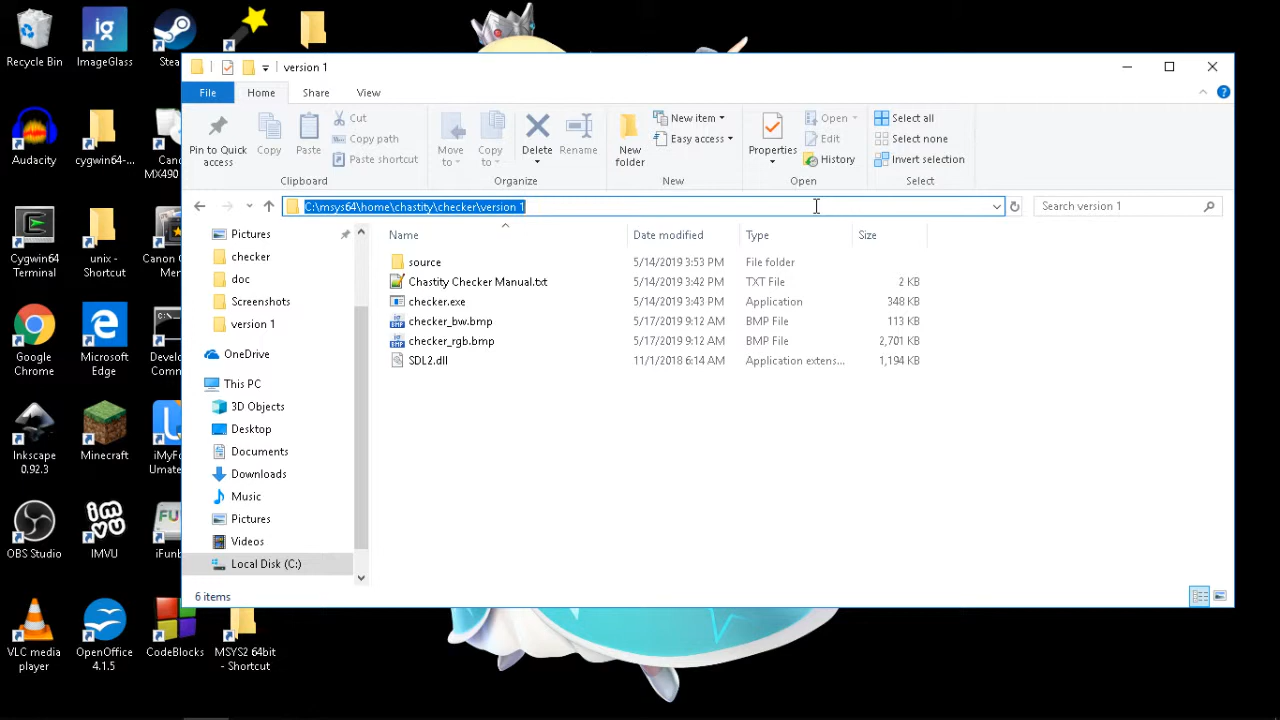 version 1
File Home Share View
Pin to Quick access
Copy
Paste
Cut
Copy path
Paste shortcut
Clipboard
Move to
Copy to
Delete
Rename
Organize
New folder
New item
Easy access
New
Properties
Open
Edit
History
Open
Select all
Select none
Invert selection
Select
C:\msys64\home\chastity\checker\version 1
Search version 1
Pictures
checker
doc
Screenshots
version 1
OneDrive
This PC
3D Objects
Desktop
Documents
Downloads
Music
Pictures
Videos
Local Disk (C:)
Name Date modified Type Size
source 5/14/2019 3:53 PM File folder
Chastity Checker Manual.txt 5/14/2019 3:42 PM TXT File 2 KB
checker.exe 5/14/2019 3:43 PM Application 348 KB
checker_bw.bmp 5/17/2019 9:12 AM BMP File 113 KB
checker_rgb.bmp 5/17/2019 9:12 AM BMP File 2,701 KB
SDL2.dll 11/1/2018 6:14 AM Application extens... 1,194 KB
6 items
Recycle Bin
ig
ImageGlass
Stea
Audacity
cygwin64-...
Can
MX490
Cygwin64 Terminal
unix - Shortcut
Canon
Me
Google Chrome
Microsoft Edge
Develo
Comm
Inkscape 0.92.3
Minecraft
iMyFo
Umate
OBS Studio
imvu
IMVU
FU
iFunb
VLC media player
OpenOffice 4.1.5
CodeBlocks
MSYS2 64bit - Shortcut